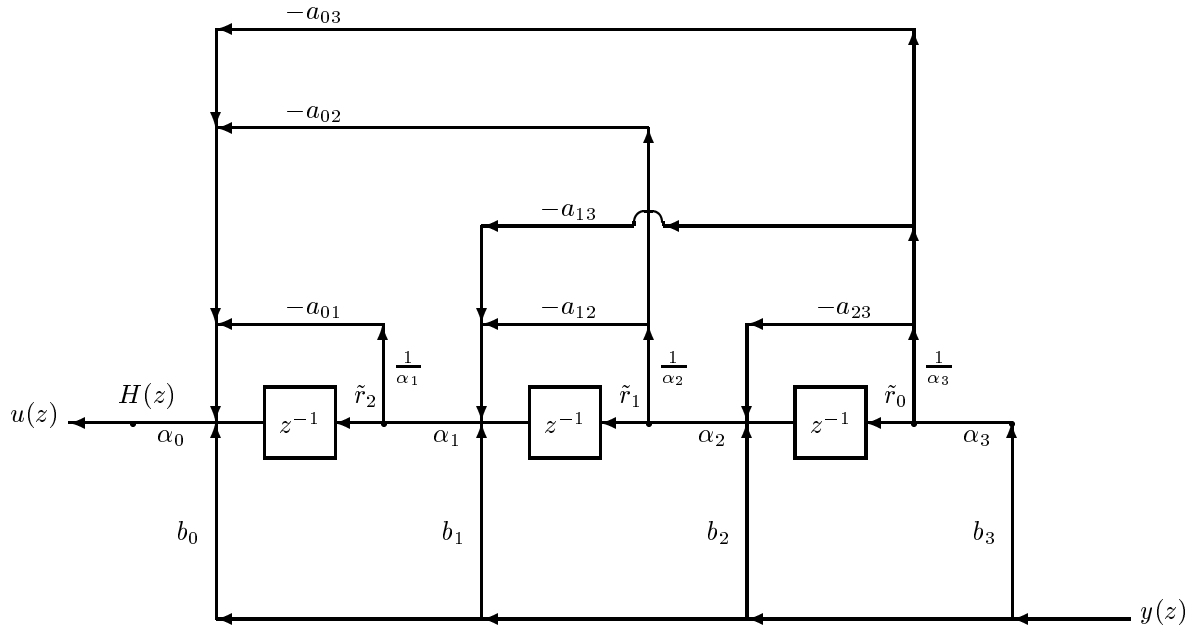 −a₀₃
−a₀₂
−a₁₃
−a₀₁ −a₁₂ −a₂₃
1/α₁ 1/α₂ 1/α₃
H(z) r̃₂ r̃₁ r̃₀
u(z) z⁻¹ z⁻¹ z⁻¹
α₀ α₁ α₂ α₃
b₀ b₁ b₂ b₃
y(z)